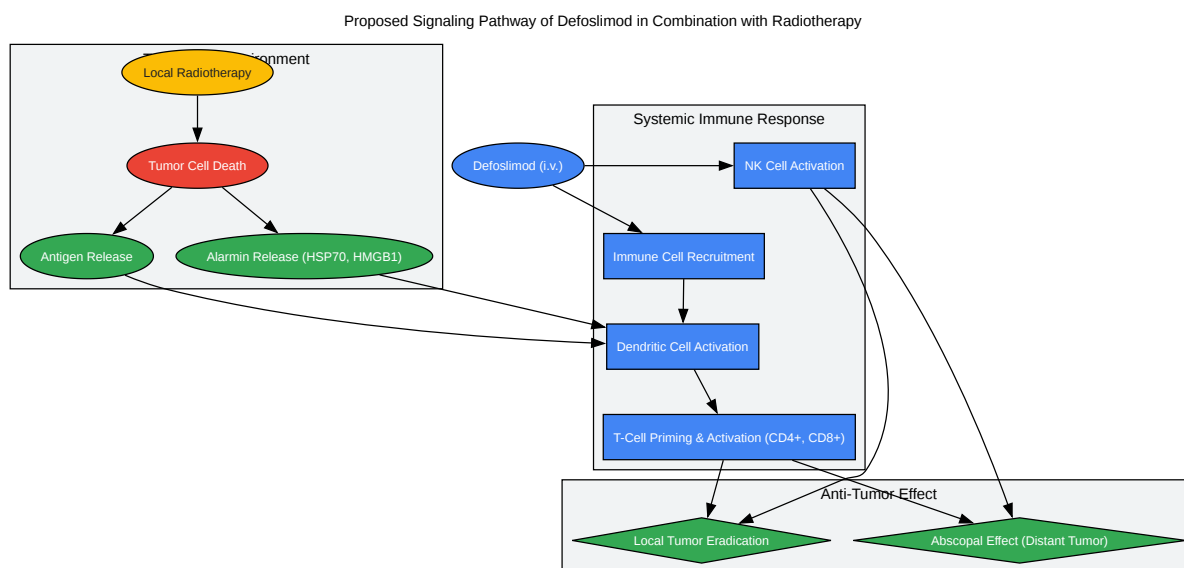 Proposed Signaling Pathway of Defoslimod in Combination with Radiotherapy
Local Radiotherapy
Tumor Cell Death
Antigen Release
Alarmin Release (HSP70, HMGB1)
Defoslimod (i.v.)
Systemic Immune Response
NK Cell Activation
Immune Cell Recruitment
Dendritic Cell Activation
T-Cell Priming & Activation (CD4+, CD8+)
Anti-Tumor Effect
Local Tumor Eradication
Abscopal Effect (Distant Tumor)